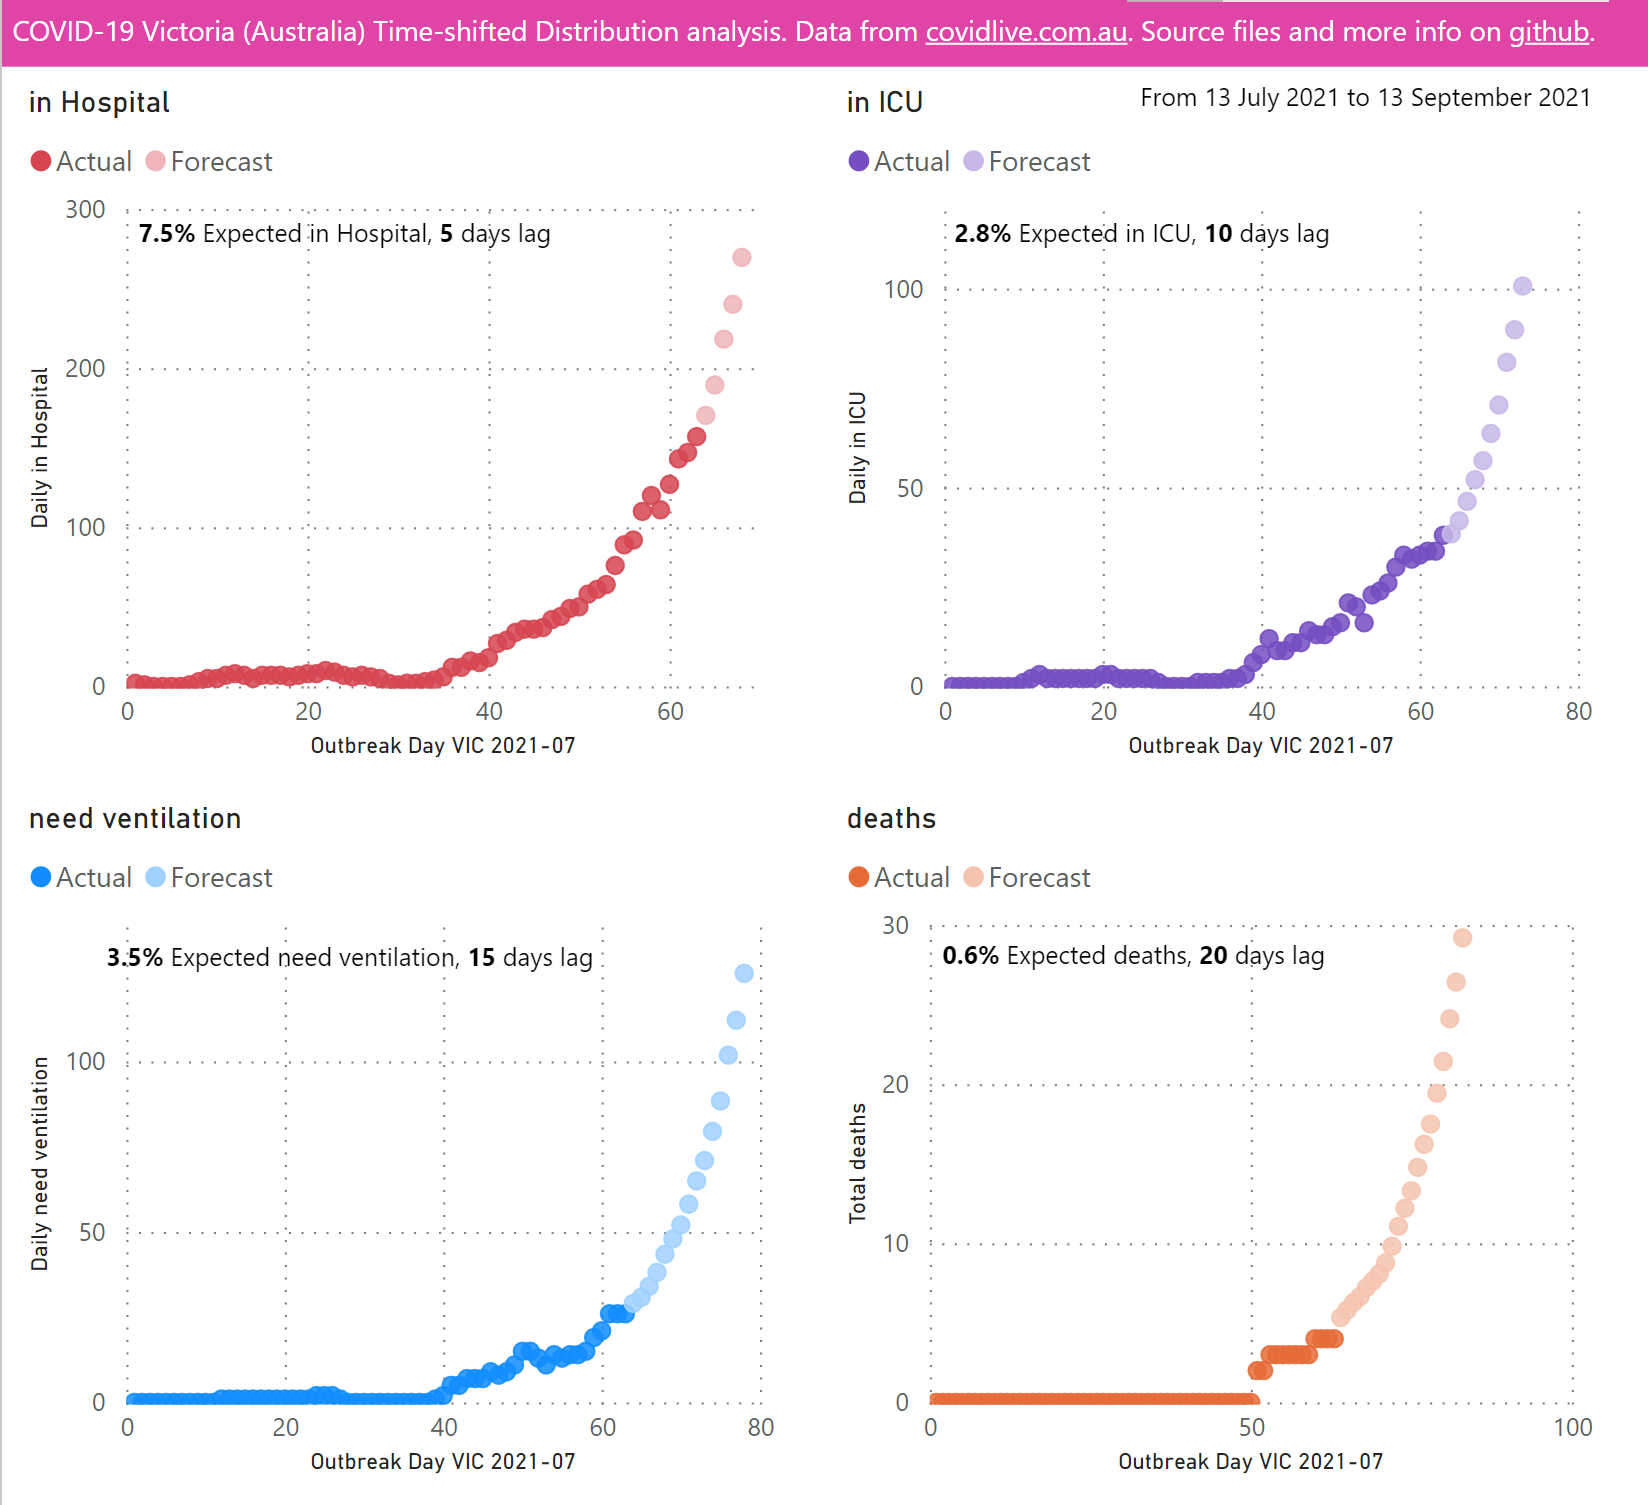 COVID-19 Victoria (Australia) Time-shifted Distribution analysis. Data from covidlive.com.au. Source files and more info on github.
in Hospital
Actual Forecast
7.5% Expected in Hospital, 5 days lag
300
200
100
0
Daily in Hospital
0 20 40 60
Outbreak Day VIC 2021-07
in ICU
From 13 July 2021 to 13 September 2021
Actual Forecast
2.8% Expected in ICU, 10 days lag
100
50
0
Daily in ICU
0 20 40 60 80
Outbreak Day VIC 2021-07
need ventilation
Actual Forecast
3.5% Expected need ventilation, 15 days lag
100
50
0
Daily need ventilation
0 20 40 60 80
Outbreak Day VIC 2021-07
deaths
Actual Forecast
0.6% Expected deaths, 20 days lag
30
20
10
0
Total deaths
0 50 100
Outbreak Day VIC 2021-07